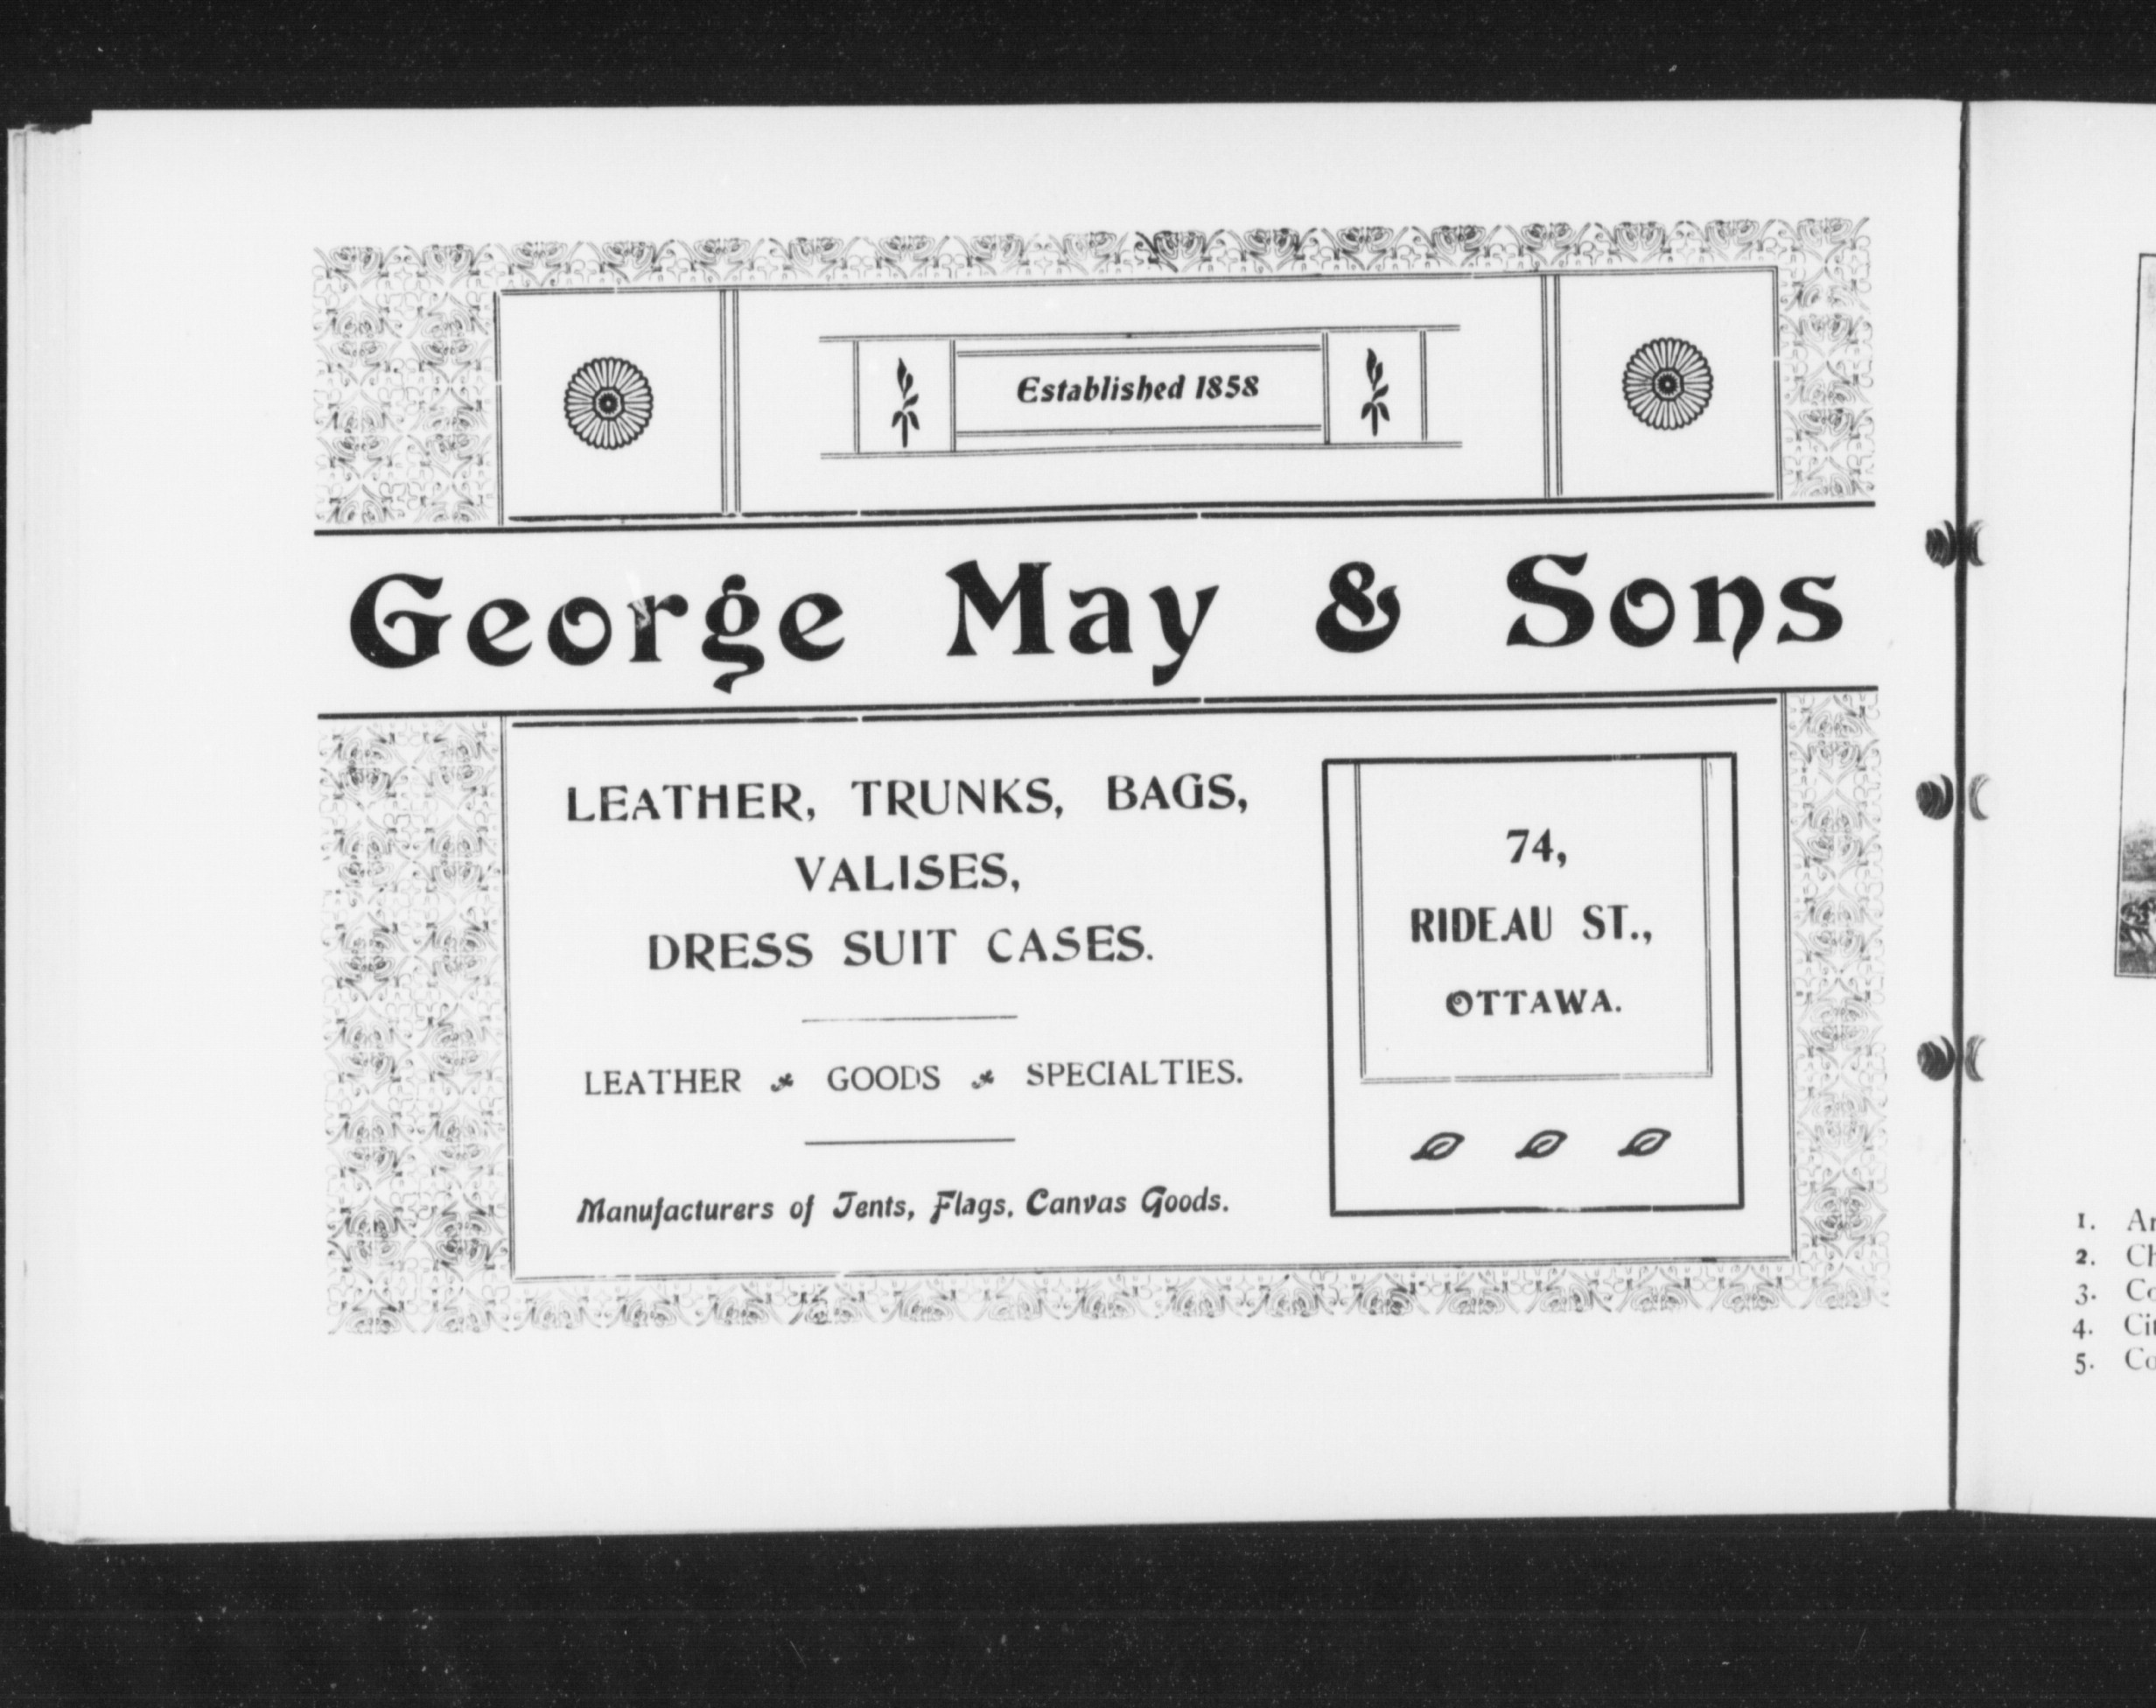 Established 1858
George May & Sons
LEATHER, TRUNKS, BAGS,
VALISES,
DRESS SUIT CASES.
LEATHER GOODS SPECIALTIES.
Manufacturers of Tents, Flags, Canvas Goods.
74,
RIDEAU ST.,
OTTAWA.
1.
2.
3.
4.
5.